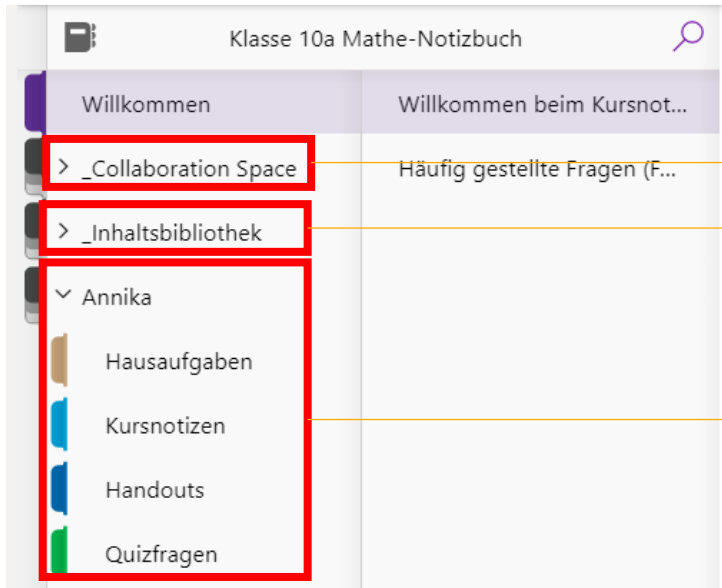 Klasse 10a Mathe-Notizbuch
Willkommen
_Collaboration Space
_Inhaltsbibliothek
Annika
Hausaufgaben
Kursnotizen
Handouts
Quizfragen
Willkommen beim Kursnot...
Häufig gestellte Fragen (F...